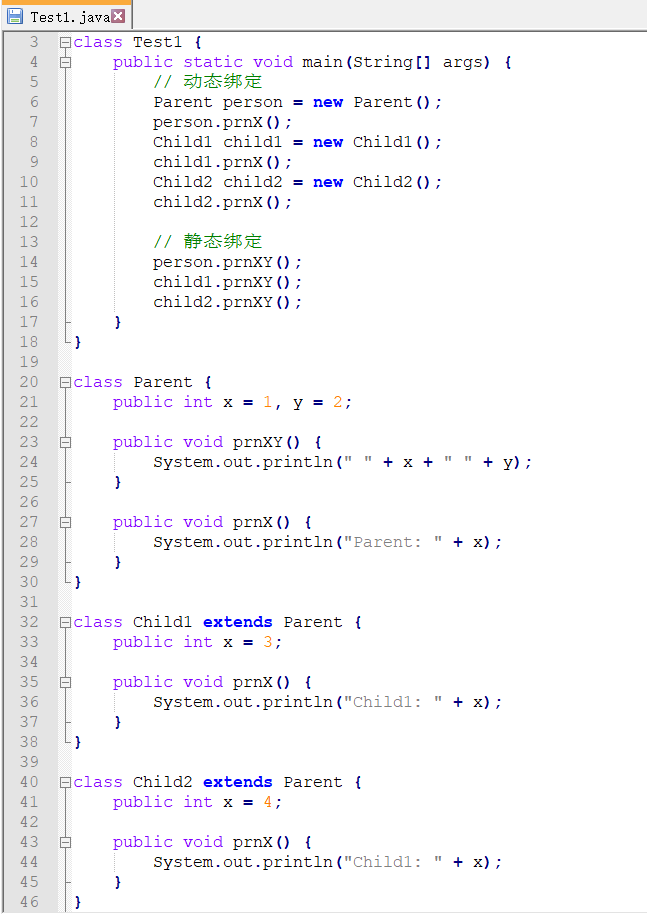 Test1.java
3 class Test1 {
4     public static void main(String[] args) {
5         // 动态绑定
6         Parent person = new Parent();
7         person.prnX();
8         Child1 child1 = new Child1();
9         child1.prnX();
10         Child2 child2 = new Child2();
11         child2.prnX();
12
13         // 静态绑定
14         person.prnXY();
15         child1.prnXY();
16         child2.prnXY();
17     }
18 }
19
20 class Parent {
21     public int x = 1, y = 2;
22
23     public void prnXY() {
24         System.out.println(" " + x + " " + y);
25     }
26
27     public void prnX() {
28         System.out.println("Parent: " + x);
29     }
30 }
31
32 class Child1 extends Parent {
33     public int x = 3;
34
35     public void prnX() {
36         System.out.println("Child1: " + x);
37     }
38 }
39
40 class Child2 extends Parent {
41     public int x = 4;
42
43     public void prnX() {
44         System.out.println("Child1: " + x);
45     }
46 }